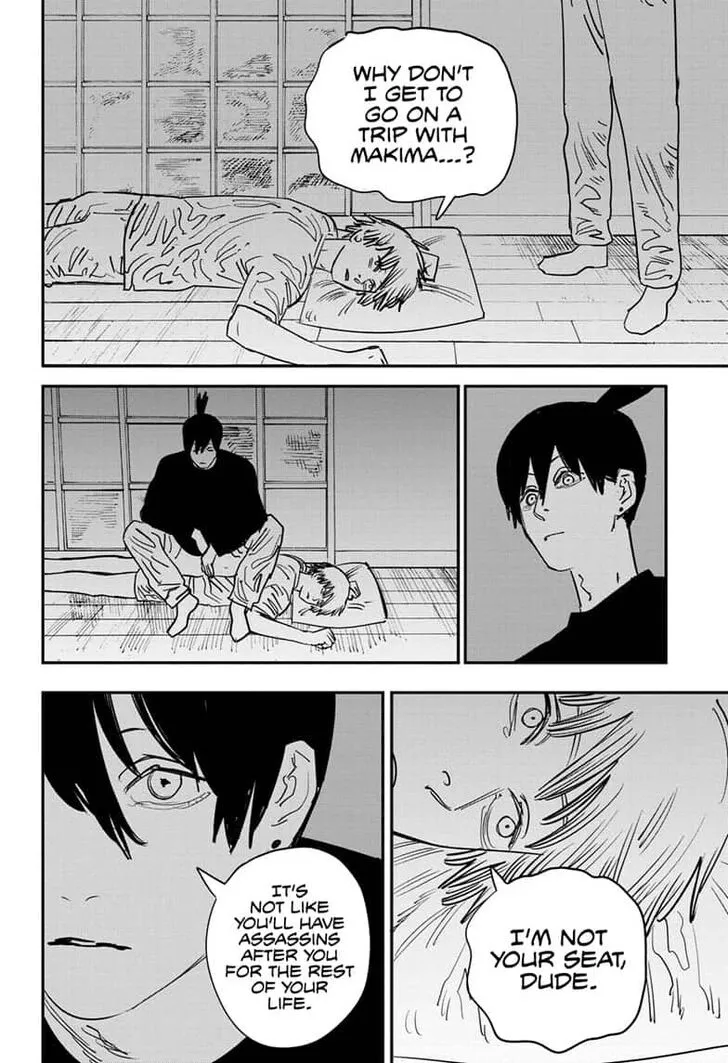 WHY DON'T
I GET TO
GO ON A
TRIP WITH
MAKIMA...?
I'M NOT
YOUR SEAT,
DUDE.
IT'S
NOT LIKE
YOU'LL HAVE
ASSASSINS
AFTER YOU
FOR THE REST
OF YOUR
LIFE.